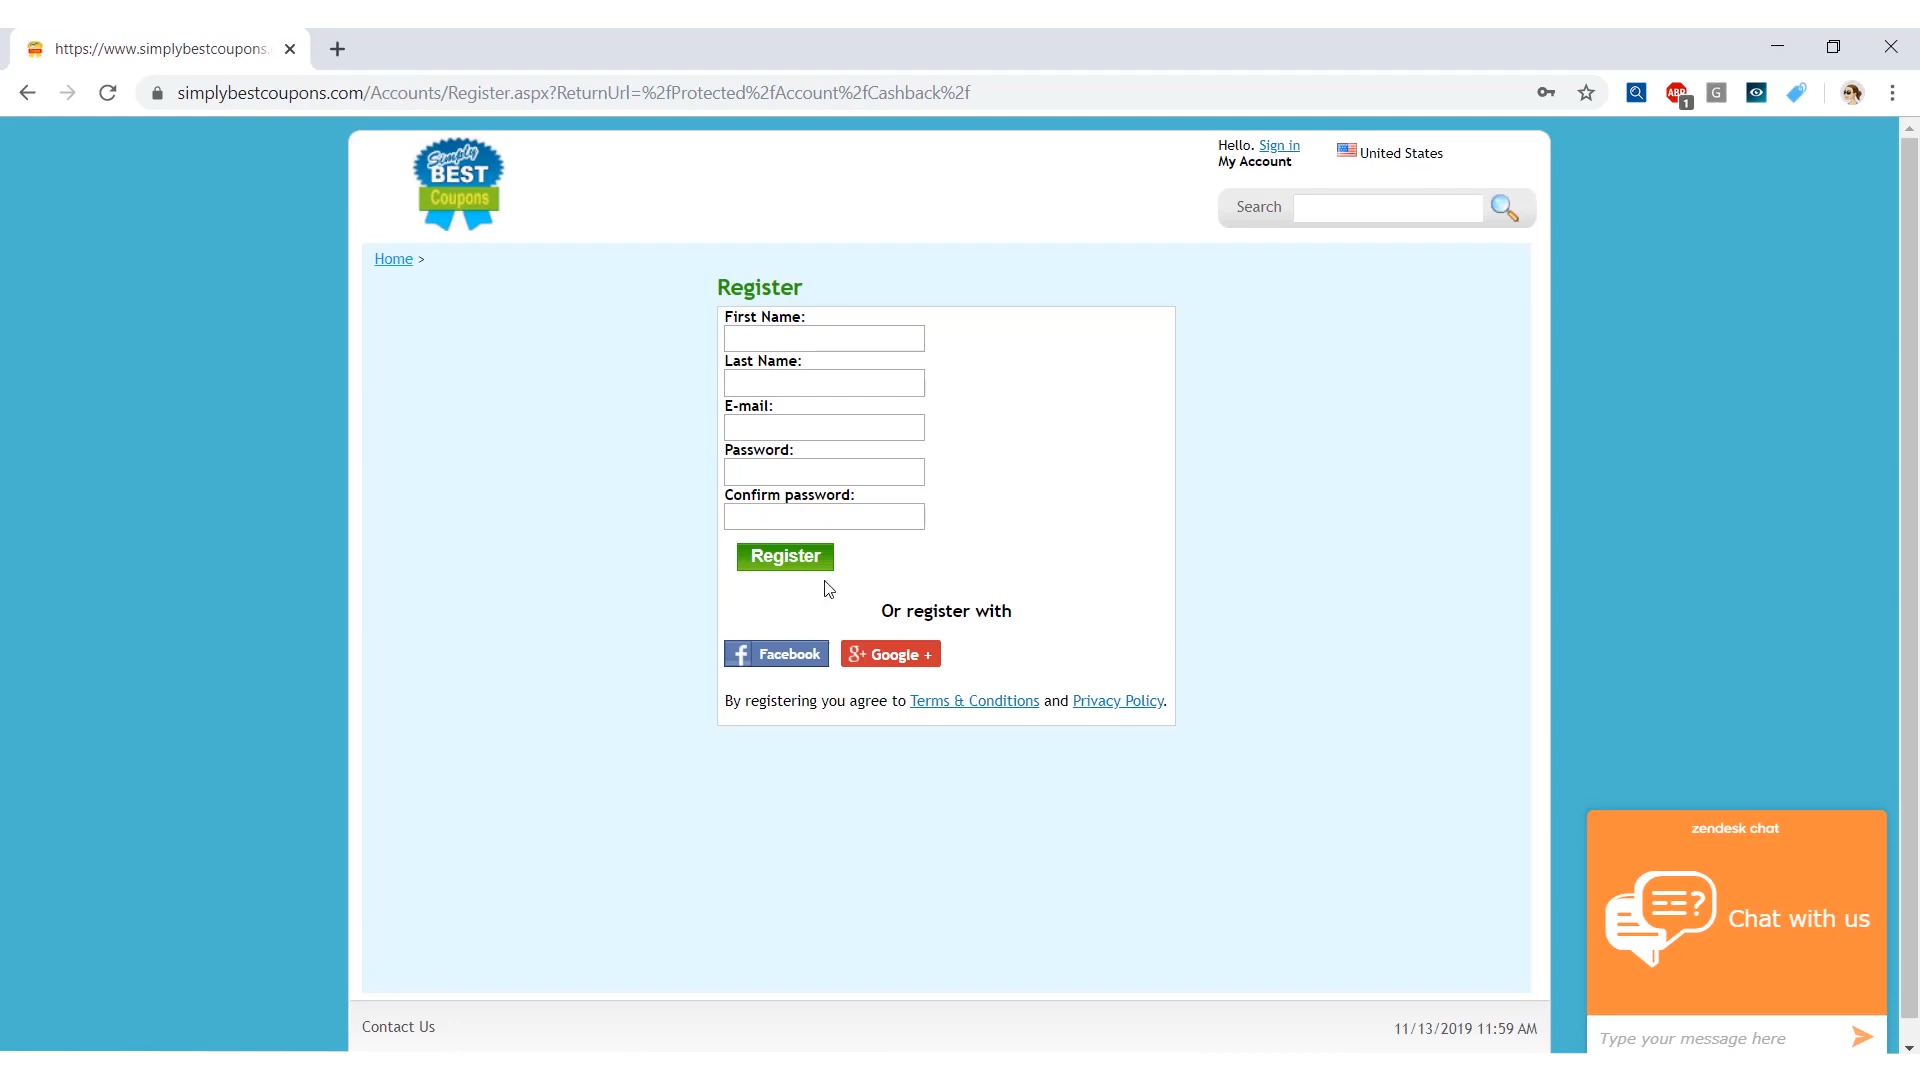 https://www.simplybestcoupons.
simplybestcoupons.com/Accounts/Register.aspx?ReturnUrl=%2fProtected%2fAccount%2fCashback%2f
ABP
1
G
Simply
BEST
Coupons
Hello. Sign in
My Account
United States
Search
Home >
Register
First Name:
Last Name:
E-mail:
Password:
Confirm password:
Register
Or register with
f Facebook
g+ Google +
By registering you agree to Terms & Conditions and Privacy Policy.
zendesk chat
?
Chat with us
Type your message here
Contact Us
11/13/2019 11:59 AM